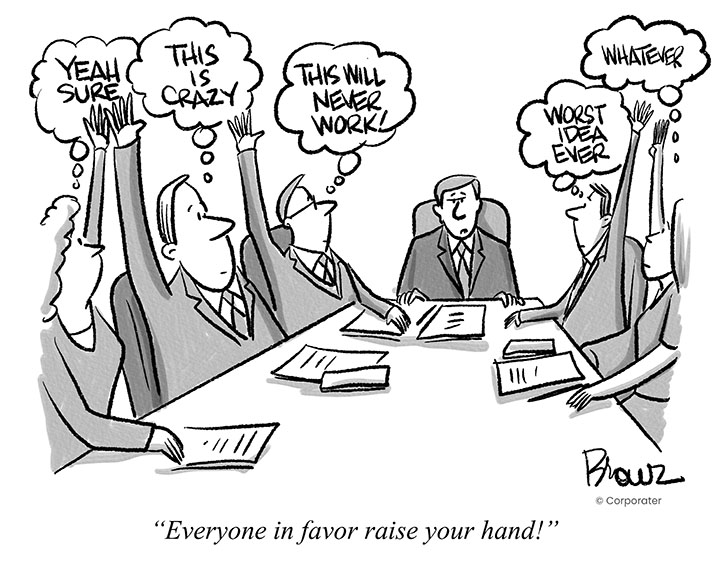 YEAH
SURE
THIS
IS
CRAZY
THIS WILL
NEVER
WORK!
WORST
IDEA
EVER
WHATEVER
Brown
© Corporater
“Everyone in favor raise your hand!”